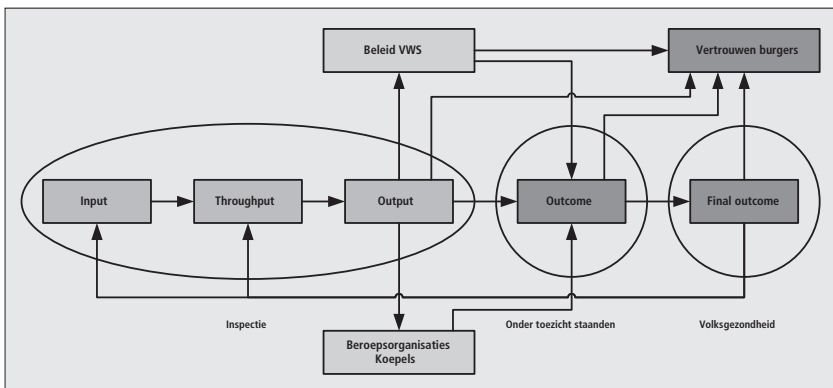 Beleid VWS
Vertrouwen burgers
Input
Throughput
Output
Outcome
Final outcome
Inspectie
Onder toezicht staanden
Volksgezondheid
Beroepsorganisaties
Koepels